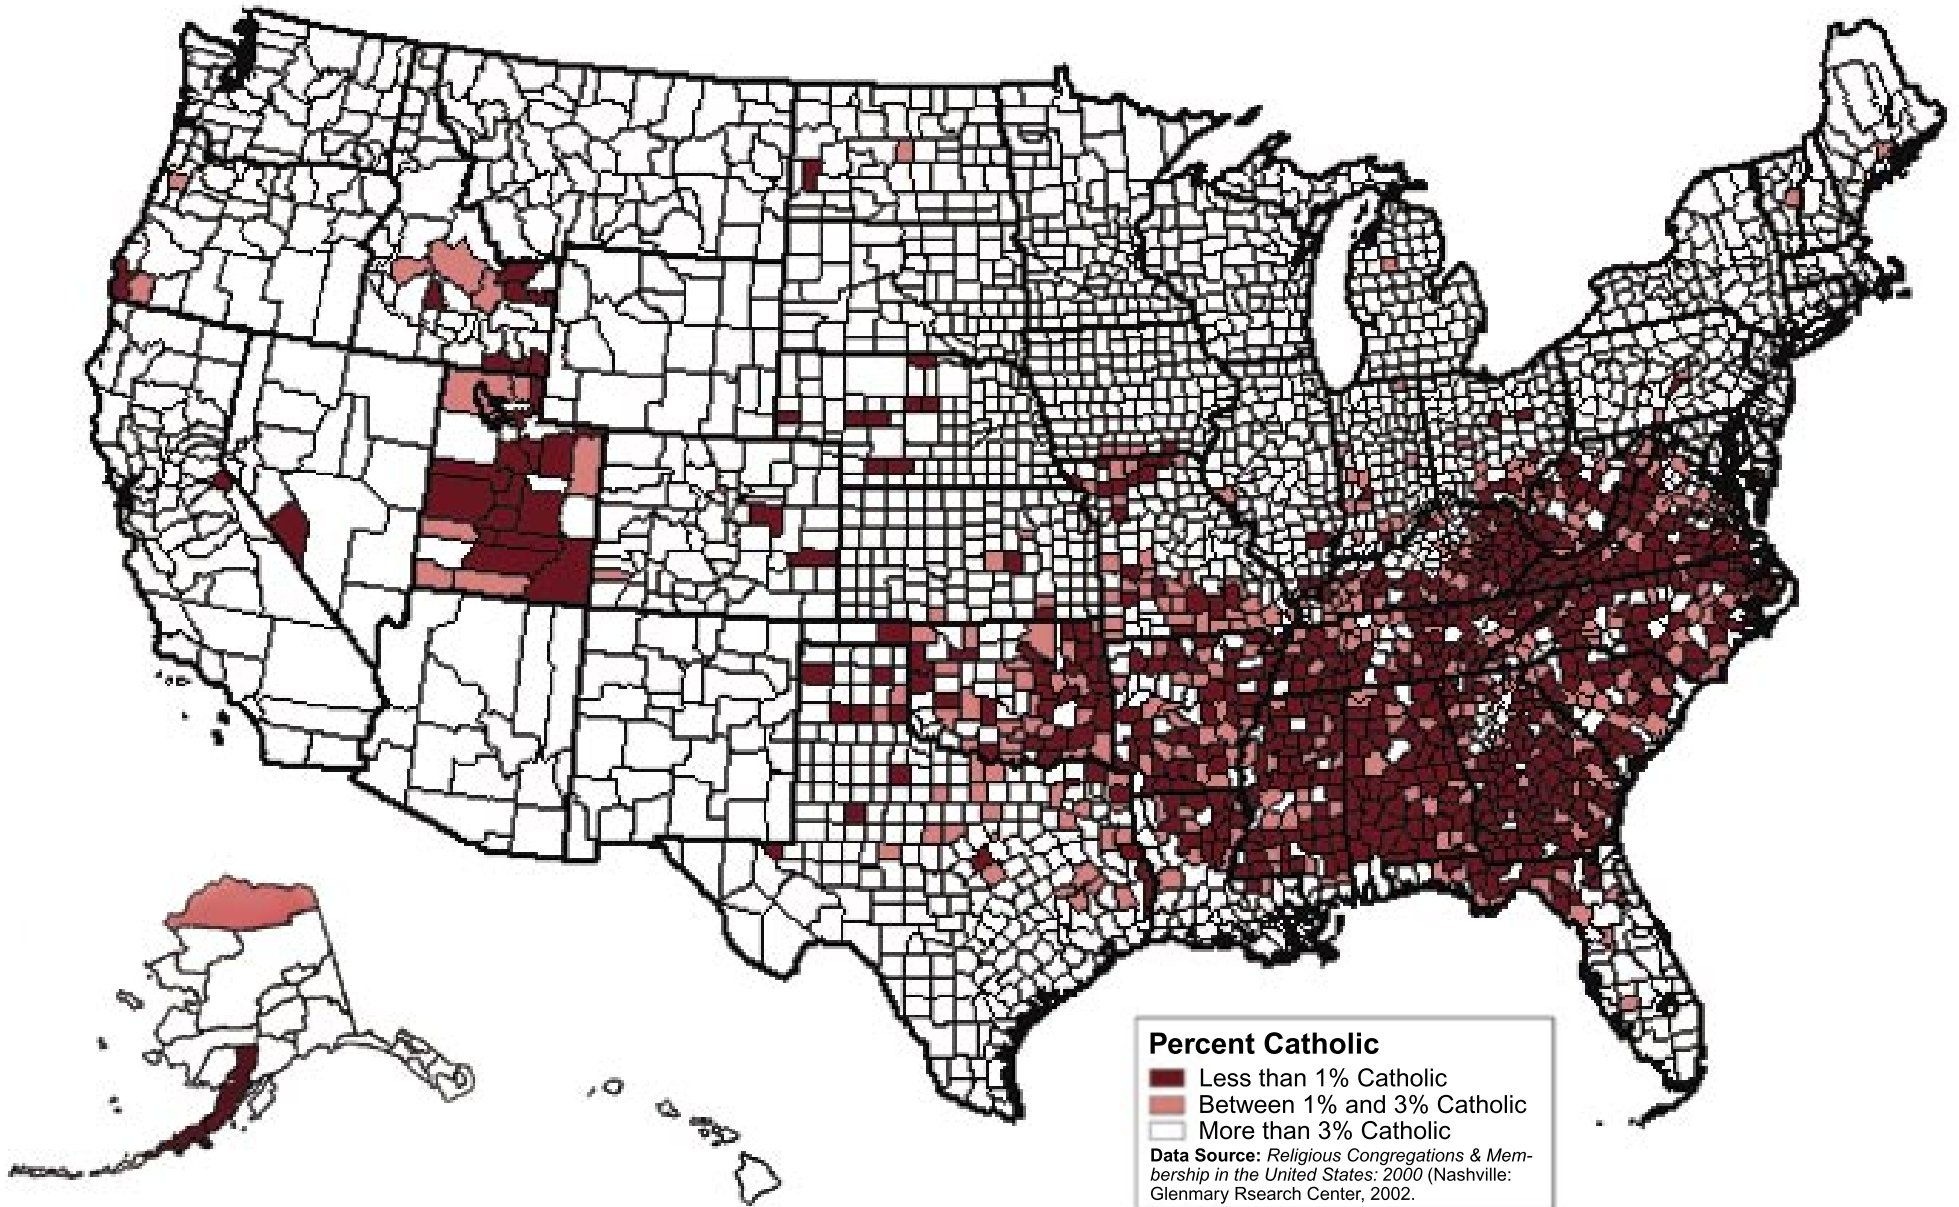 Percent Catholic
Less than 1% Catholic
Between 1% and 3% Catholic
More than 3% Catholic
Data Source: Religious Congregations & Mem-
bership in the United States: 2000 (Nashville:
Glenmary Rsearch Center, 2002.